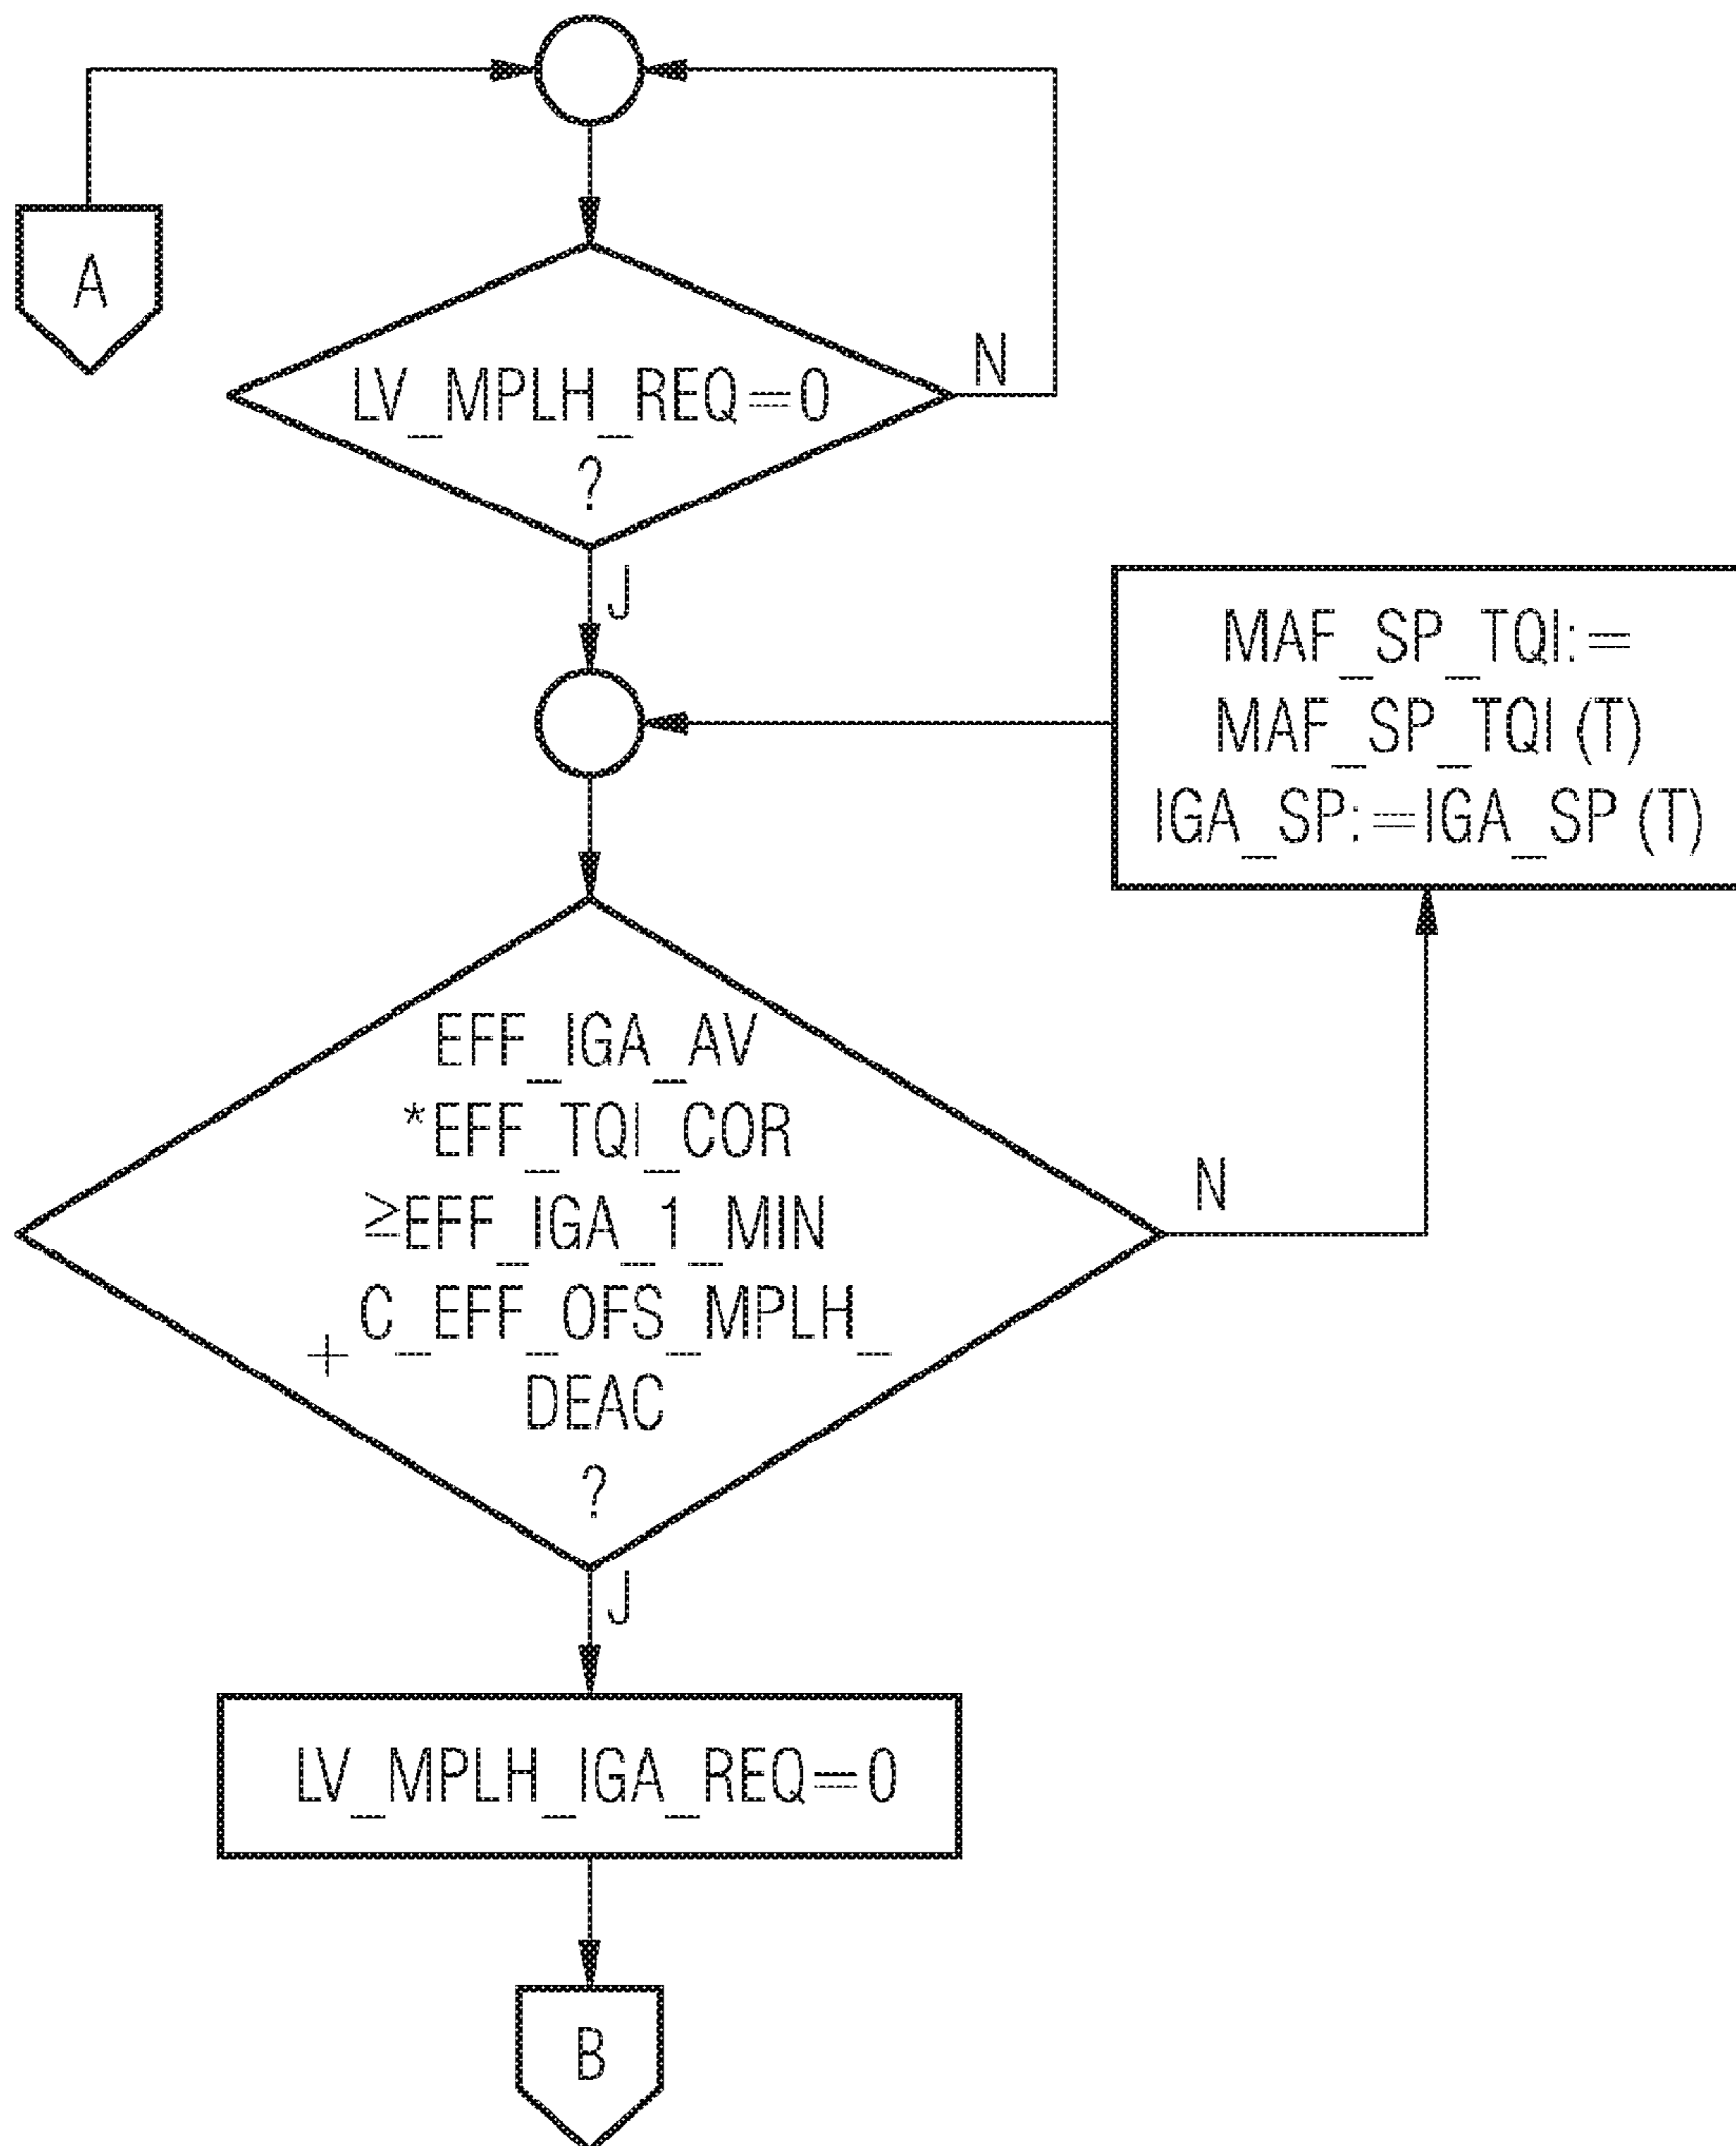 A
LV_MPLH_REQ=0
?
N
J
MAF_SP_TQI:=
MAF_SP_TQI (T)
IGA_SP:=IGA_SP (T)
EFF_IGA_AV
*EFF_TQI_COR
≥EFF_IGA_1_MIN
+ C_EFF_OFS_MPLH_
DEAC
?
N
J
LV_MPLH_IGA_REQ=0
B